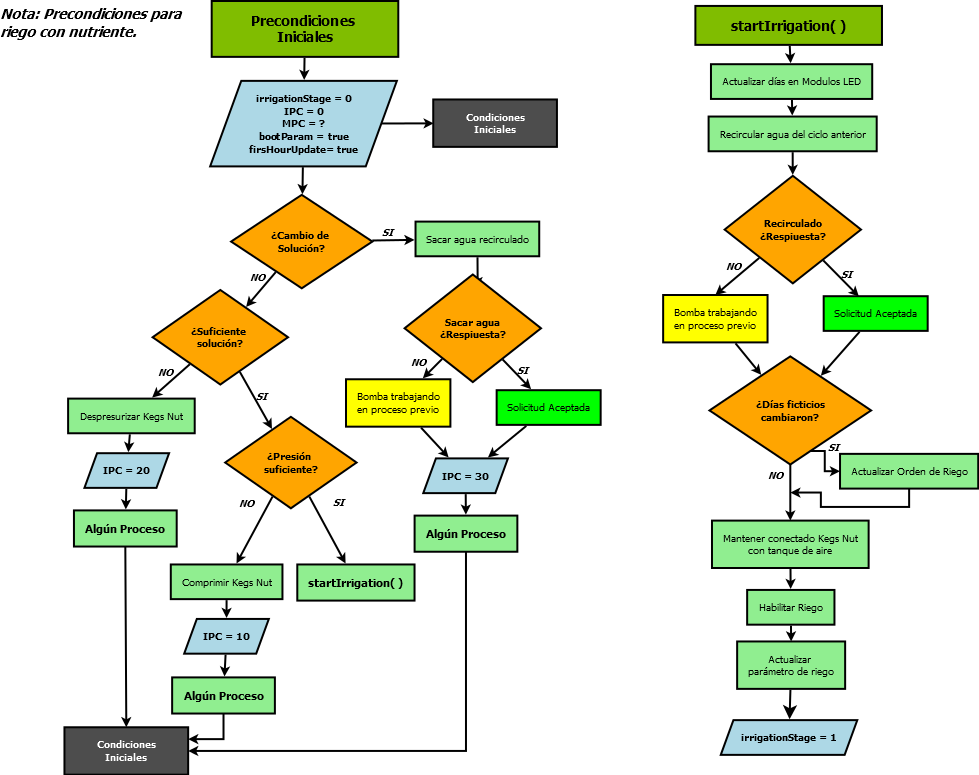 Nota: Precondiciones para
riego con nutriente.
Precondiciones
Iniciales
irrigationStage = 0
IPC = 0
MPC = ?
bootParam = true
firsHourUpdate= true
Condiciones
Iniciales
¿Cambio de
Solución?
SI
Sacar agua recirculado
NO
¿Suficiente
solución?
Sacar agua
¿Respiuesta?
NO
SI
NO
SI
Bomba trabajando
en proceso previo
Solicitud Aceptada
Despresurizar Kegs Nut
IPC = 20
¿Presión
suficiente?
IPC = 30
NO
SI
Algún Proceso
Algún Proceso
Comprimir Kegs Nut
startIrrigation( )
IPC = 10
Algún Proceso
Condiciones
Iniciales
startIrrigation( )
Actualizar días en Modulos LED
Recircular agua del ciclo anterior
Recirculado
¿Respiuesta?
NO
SI
Bomba trabajando
en proceso previo
Solicitud Aceptada
¿Días ficticios
cambiaron?
SI
NO
Actualizar Orden de Riego
Mantener conectado Kegs Nut
con tanque de aire
Habilitar Riego
Actualizar
parámetro de riego
irrigationStage = 1